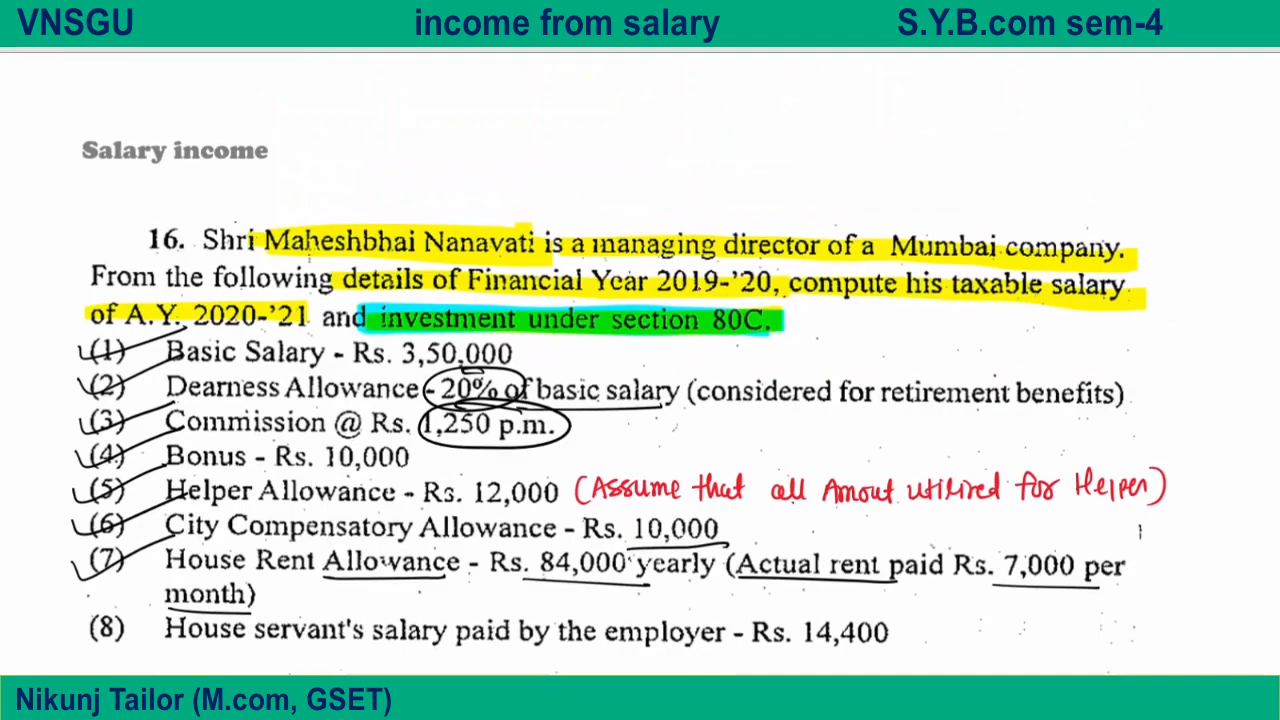 VNSGU income from salary S.Y.B.com sem-4
Salary income
16. Shri Maheshbhai Nanavati is a managing director of a Mumbai company.
From the following details of Financial Year 2019-'20, compute his taxable salary
of A.Y. 2020-'21 and investment under section 80C.
(1) Basic Salary - Rs. 3,50,000
(2) Dearness Allowance - 20% of basic salary (considered for retirement benefits)
(3) Commission @ Rs. 1,250 p.m.
(4) Bonus - Rs. 10,000
(5) Helper Allowance - Rs. 12,000 (Assume that all Amout utilized for Helper)
(6) City Compensatory Allowance - Rs. 10,000
(7) House Rent Allowance - Rs. 84,000 yearly (Actual rent paid Rs. 7,000 per
month)
(8) House servant's salary paid by the employer - Rs. 14,400
Nikunj Tailor (M.com, GSET)